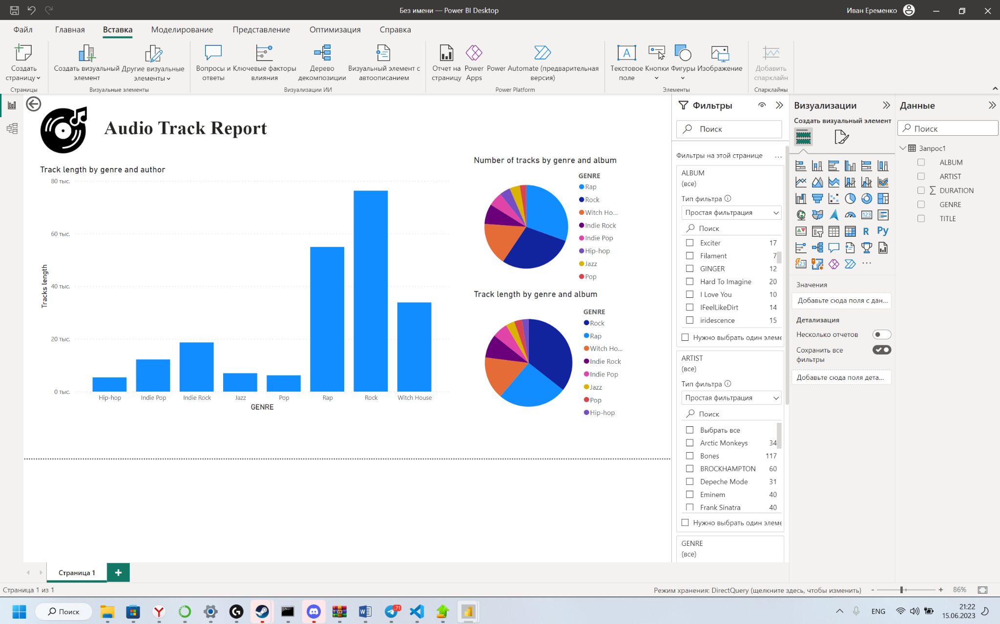 Без имени — Power BI Desktop
Иван Еременко
Файл
Главная
Вставка
Моделирование
Представление
Оптимизация
Справка
Создать
страницу
Страницы
Создать визуальный
элемент
Другие визуальные
элементы
Визуальные элементы
Вопросы и
ответы
Ключевые факторы
влияния
Дерево
декомпозиции
Визуальный элемент с
автоописанием
Визуализации ИИ
Отчет на
страницу
Power
Apps
Power Automate (предварительная
версия)
Power Platform
Текстовое
поле
Кнопки
Фигуры
Изображение
Элементы
Добавить
спарклайн
Спарклайны
Audio Track Report
Track length by genre and author
80 тыс.
60 тыс.
40 тыс.
20 тыс.
0 тыс.
Tracks length
Hip-hop
Indie Pop
Indie Rock
Jazz
Pop
Rap
Rock
Witch House
GENRE
Number of tracks by genre and album
GENRE
Rap
Rock
Witch Ho...
Indie Rock
Indie Pop
Hip-hop
Jazz
Pop
Track length by genre and album
GENRE
Rock
Rap
Witch Ho...
Indie Rock
Indie Pop
Jazz
Pop
Hip-hop
Фильтры
Поиск
Фильтры на этой странице
...
ALBUM
(все)
Тип фильтра
Простая фильтрация
Поиск
Exciter 17
Filament 7
GINGER 12
Hard To Imagine 20
I Love You 10
IFeelLikeDirt 14
iridescence 15
Нужно выбрать один элеме
ARTIST
(все)
Тип фильтра
Простая фильтрация
Поиск
Выбрать все
Arctic Monkeys 34
Bones 117
BROCKHAMPTON 60
Depeche Mode 31
Eminem 40
Frank Sinatra 40
Нужно выбрать один элеме
GENRE
(все)
Визуализации
Создать визуальный элемент
123
R
Py
123
...
Значения
Добавьте сюда поля с дан...
Детализация
Несколько отчетов
Сохранить все
фильтры
Добавьте сюда поля дета...
Данные
Поиск
Запрос1
ALBUM
ARTIST
∑ DURATION
GENRE
TITLE
Страница 1
+
Страница 1 из 1
Режим хранения: DirectQuery (щелкните здесь, чтобы изменить)
- + 86%
Поиск
71
ENG
21:22
15.06.2023